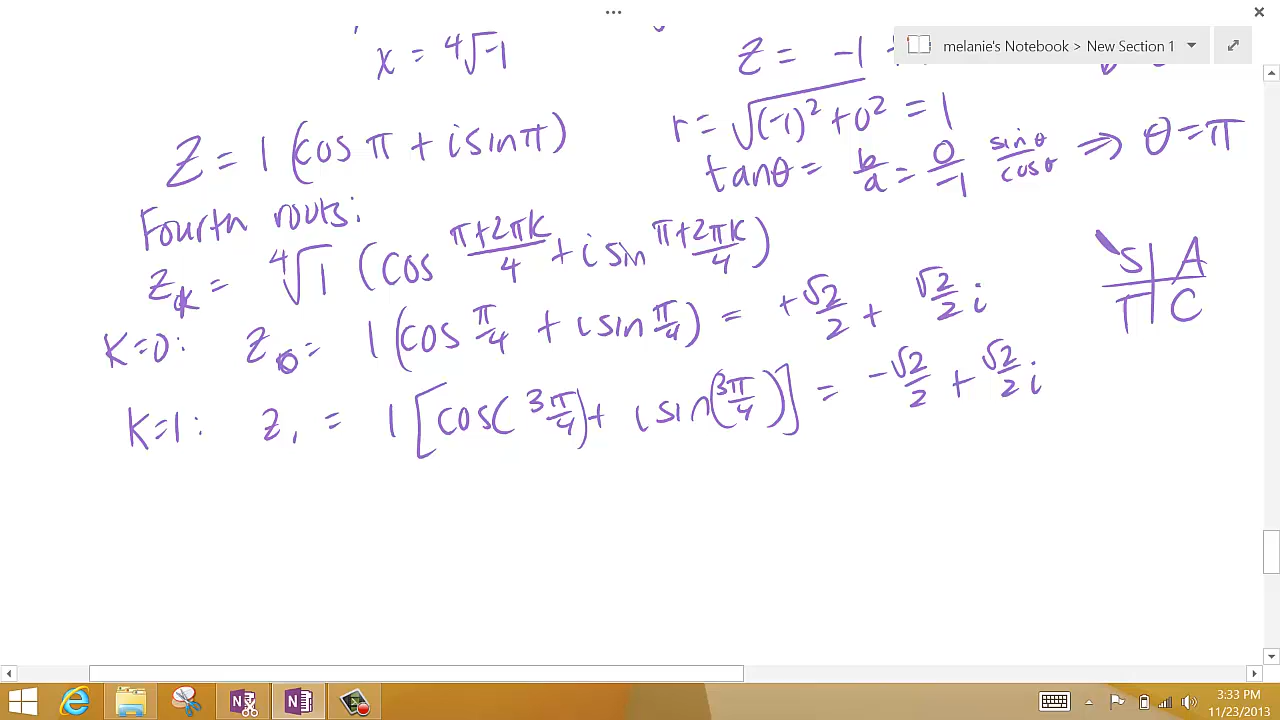 melanie's Notebook > New Section 1
x = ⁴√-1
z = -1
r = √((-1)² + 0²) = 1
z = 1 (cos π + i sin π)
tanθ = b/a = 0/-1 sinθ/cosθ ⇒ θ = π
Fourth roots:
z_k = ⁴√1 (cos (π+2πk)/4 + i sin (π+2πk)/4)
S | A
T | C
K=0: z_0 = 1 (cos π/4 + i sin π/4) = +√2/2 + √2/2 i
K=1: z_1 = 1 [cos(3π/4) + i sin(3π/4)] = -√2/2 + √2/2 i
3:33 PM
11/23/2013